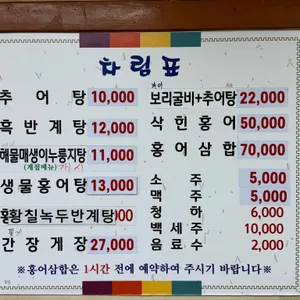 차림표
추어탕 10,000
흑반계탕 12,000
해물매생이누룽지탕 11,000
(계절메뉴)
생물홍어탕 13,000
황칠녹두반계탕 00
간장게장 27,000
보리굴비+추어탕 22,000
삭힌홍어 50,000
홍어삼합 70,000
소주 5,000
맥주 5,000
청하 6,000
백세주 10,000
음료수 2,000
※홍어삼합은 1시간 전에 예약하여 주시기 바랍니다※